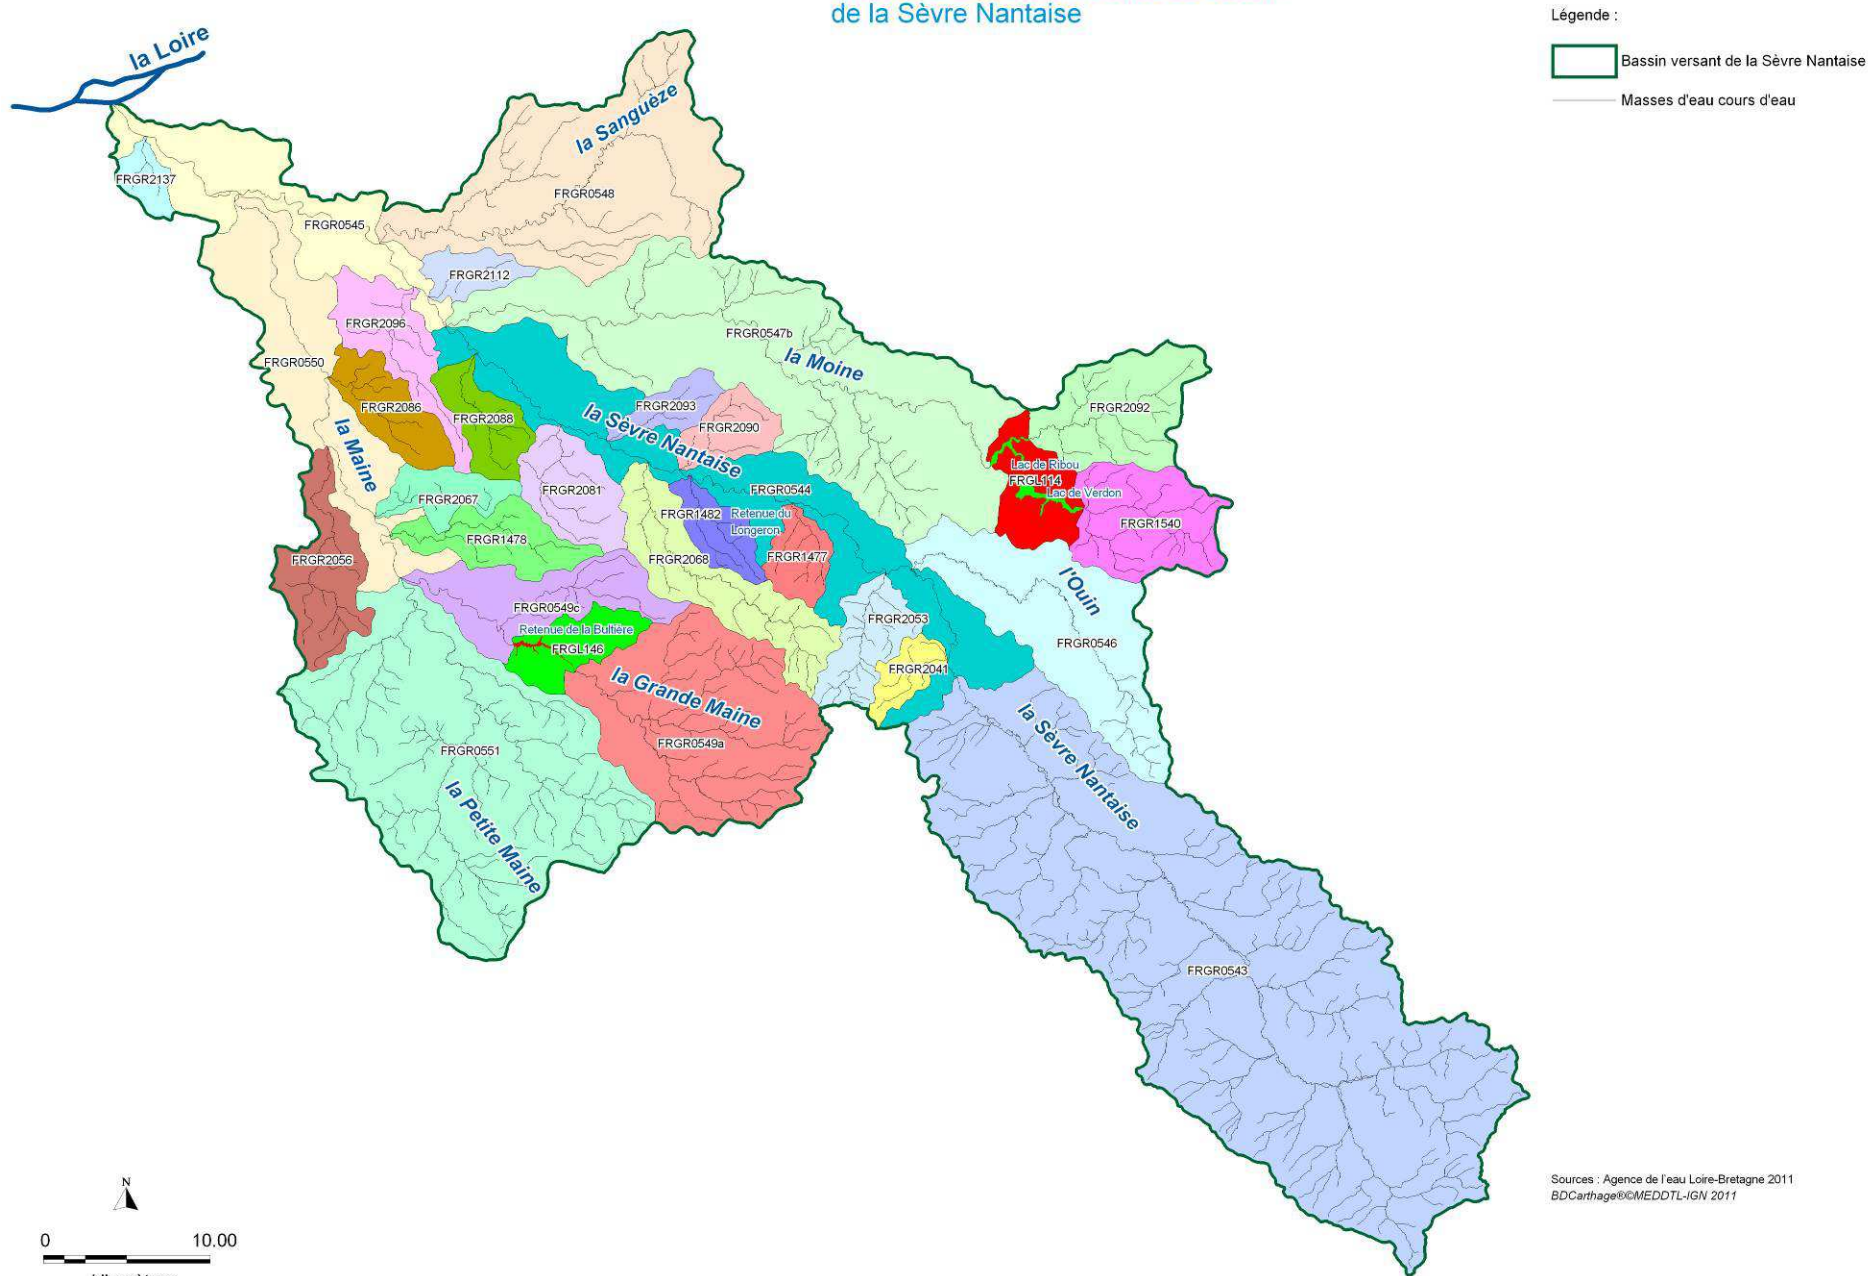 de la Sèvre Nantaise
Légende :
Bassin versant de la Sèvre Nantaise
Masses d'eau cours d'eau
la Loire
la Sanguèze
FRGR2137
FRGR0548
FRGR0545
FRGR2112
FRGR2096
FRGR0547b
la Moine
FRGR0550
FRGR2086
FRGR2088
FRGR2093
FRGR2090
FRGR2092
la Sèvre Nantaise
la Maine
Lac de Ribou
FRGL114
Lac de Verdon
FRGR2067
FRGR2081
FRGR0544
FRGR1482
Retenue du
Longeron
FRGR1540
FRGR1478
FRGR2056
FRGR2068
FRGR1477
l'Ouin
FRGR0549c
Retenue de la Bultière
FRGL146
FRGR2053
FRGR0546
FRGR2041
la Grande Maine
FRGR0549a
FRGR0551
la Petite Maine
la Sèvre Nantaise
FRGR0543
Sources : Agence de l'eau Loire-Bretagne 2011
BDCarthage®©MEDDTL-IGN 2011
N
0 10.00